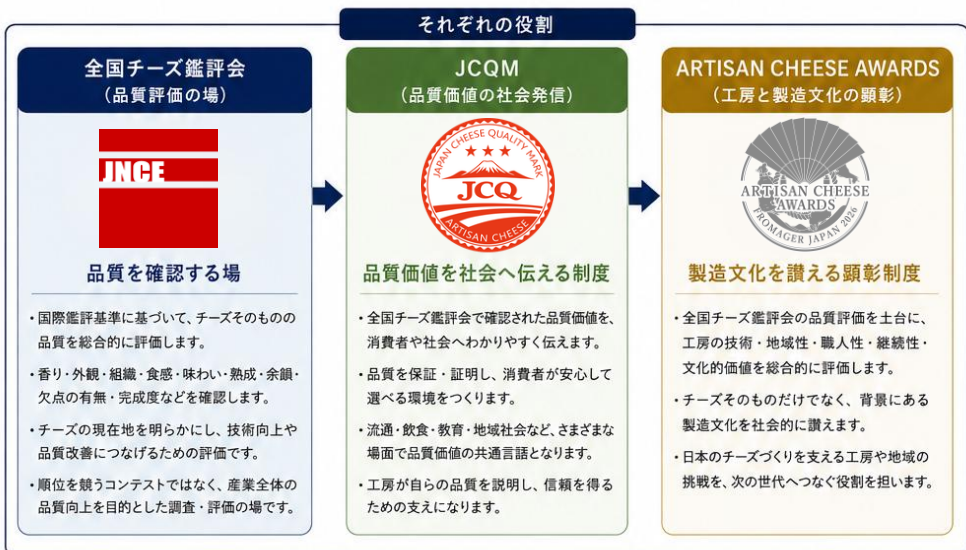 それぞれの役割
全国チーズ鑑評会
(品質評価の場)
JNCE
品質を確認する場
・国際鑑評基準に基づいて、チーズそのものの
品質を総合的に評価します。
・香り・外観・組織・食感・味わい・熟成・余韻・
欠点の有無・完成度などを確認します。
・チーズの現在地を明らかにし、技術向上や
品質改善につなげるための評価です。
・順位を競うコンテストではなく、産業全体の
品質向上を目的とした調査・評価の場です。
JCQM
(品質価値の社会発信)
JAPAN CHEESE QUALITY MARK
JCQ
ARTISAN CHEESE
品質価値を社会へ伝える制度
・全国チーズ鑑評会で確認された品質価値を、
消費者や社会へわかりやすく伝えます。
・品質を保証・証明し、消費者が安心して
選べる環境をつくります。
・流通・飲食・教育・地域社会など、さまざまな
場面で品質価値の共通言語となります。
・工房が自らの品質を説明し、信頼を得る
ための支えになります。
ARTISAN CHEESE AWARDS
(工房と製造文化の顕彰)
ARTISAN CHEESE
AWARDS
FROMAGER JAPAN 2026
製造文化を讃える顕彰制度
・全国チーズ鑑評会の品質評価を土台に、
工房の技術・地域性・職人性・継続性・
文化的価値を総合的に評価します。
・チーズそのものだけでなく、背景にある
製造文化を社会的に讃えます。
・日本のチーズづくりを支える工房や地域の
挑戦を、次の世代へつなぐ役割を担います。